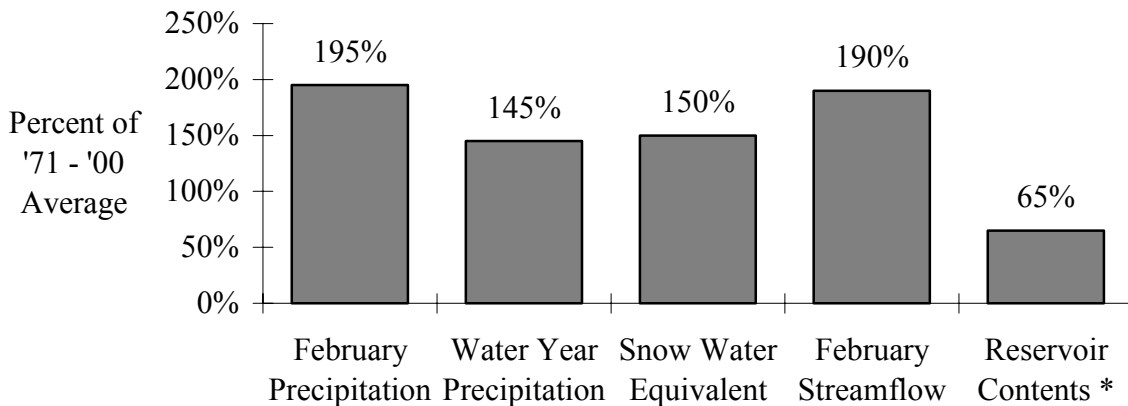 250%
200%
150%
100%
50%
0%
Percent of
'71 - '00
Average
195%
145%
150%
190%
65%
February
Precipitation
Water Year
Precipitation
Snow Water
Equivalent
February
Streamflow
Reservoir
Contents *